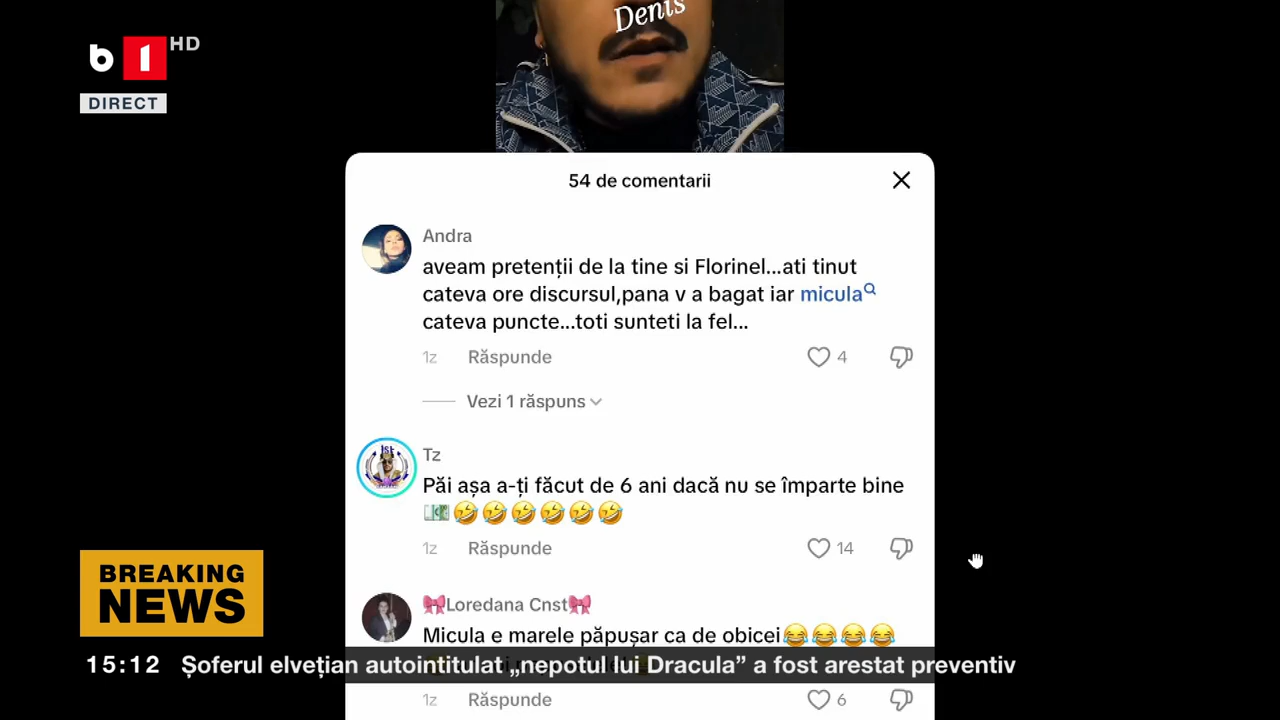 Denis
b 1 HD
DIRECT
54 de comentarii
Andra
aveam pretenții de la tine si Florinel...ati tinut
cateva ore discursul,pana v a bagat iar micula
cateva puncte...toti sunteti la fel...
1z Răspunde 4
Vezi 1 răspuns
Tz
Păi așa a-ți făcut de 6 ani dacă nu se împarte bine
💵🤣🤣🤣🤣🤣🤣
1z Răspunde 14
🎀Loredana Cnst🎀
Micula e marele păpușar ca de obicei😂😂😂😂
BREAKING
NEWS
15:12 Șoferul elvețian autointitulat „nepotul lui Dracula” a fost arestat preventiv
1z Răspunde 6